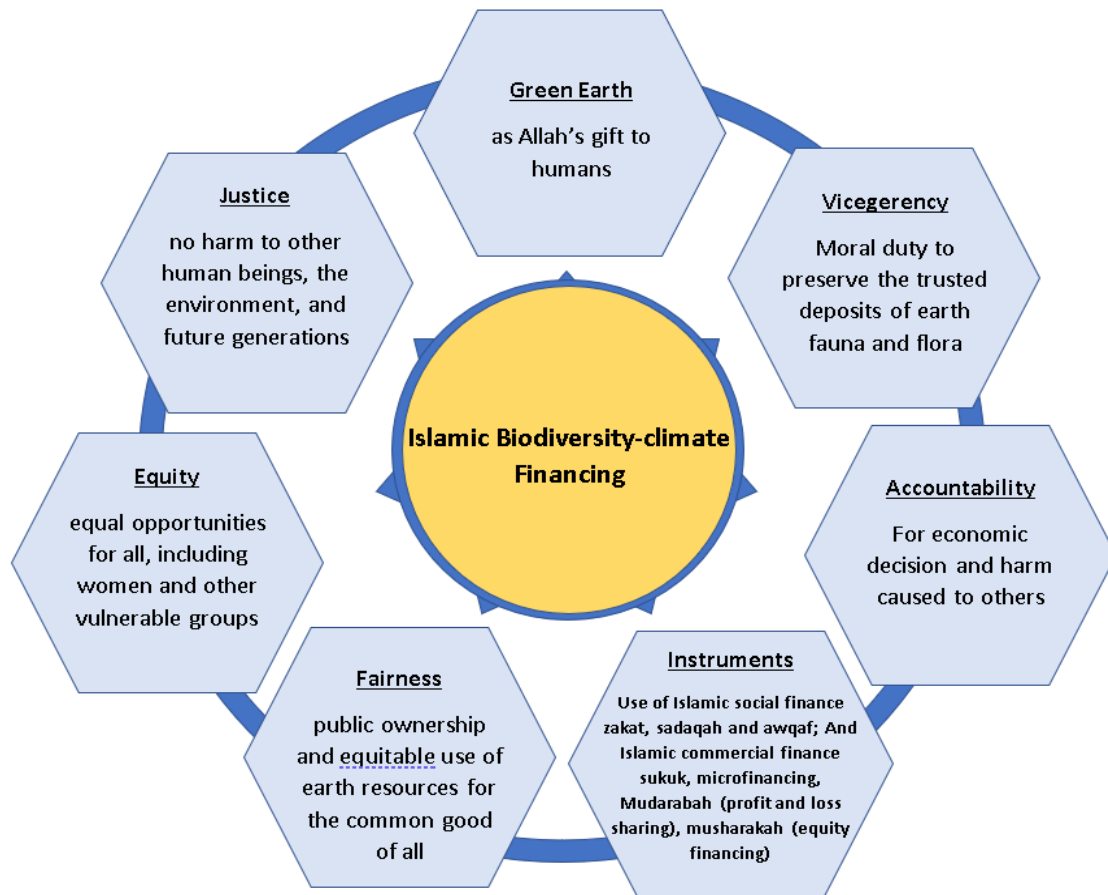 Green Earth
as Allah's gift to
humans
Vicegerency
Moral duty to
preserve the trusted
deposits of earth
fauna and flora
Accountability
For economic
decision and harm
caused to others
Instruments
Use of Islamic social finance
zakat, sadaqah and awqaf; And
Islamic commercial finance
sukuk, microfinancing,
Mudarabah (profit and loss
sharing), musharakah (equity
financing)
Fairness
public ownership
and equitable use of
earth resources for
the common good
of all
Equity
equal opportunities
for all, including
women and other
vulnerable groups
Justice
no harm to other
human beings, the
environment, and
future generations
Islamic Biodiversity-climate
Financing